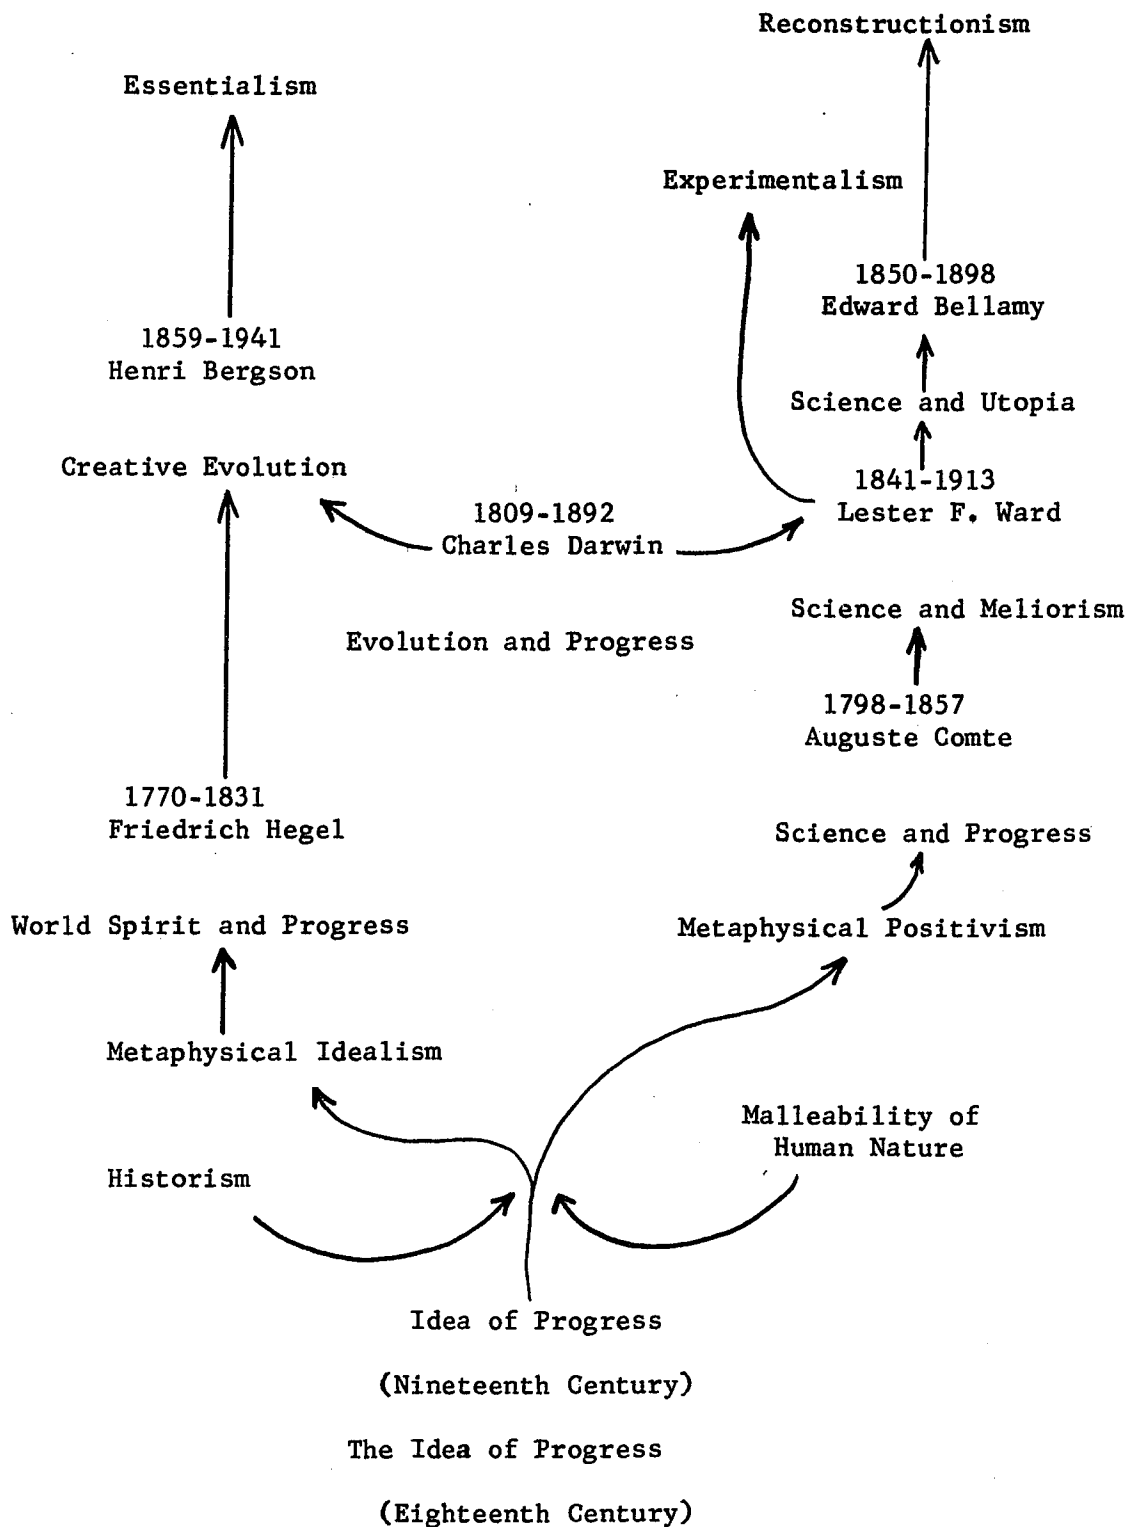 Reconstructionism
Essentialism
Experimentalism
1850-1898
Edward Bellamy
1859-1941
Henri Bergson
Science and Utopia
Creative Evolution
1841-1913
Lester F. Ward
1809-1892
Charles Darwin
Science and Meliorism
Evolution and Progress
1798-1857
Auguste Comte
1770-1831
Friedrich Hegel
Science and Progress
World Spirit and Progress
Metaphysical Positivism
Metaphysical Idealism
Malleability of
Human Nature
Historism
Idea of Progress
(Nineteenth Century)
The Idea of Progress
(Eighteenth Century)